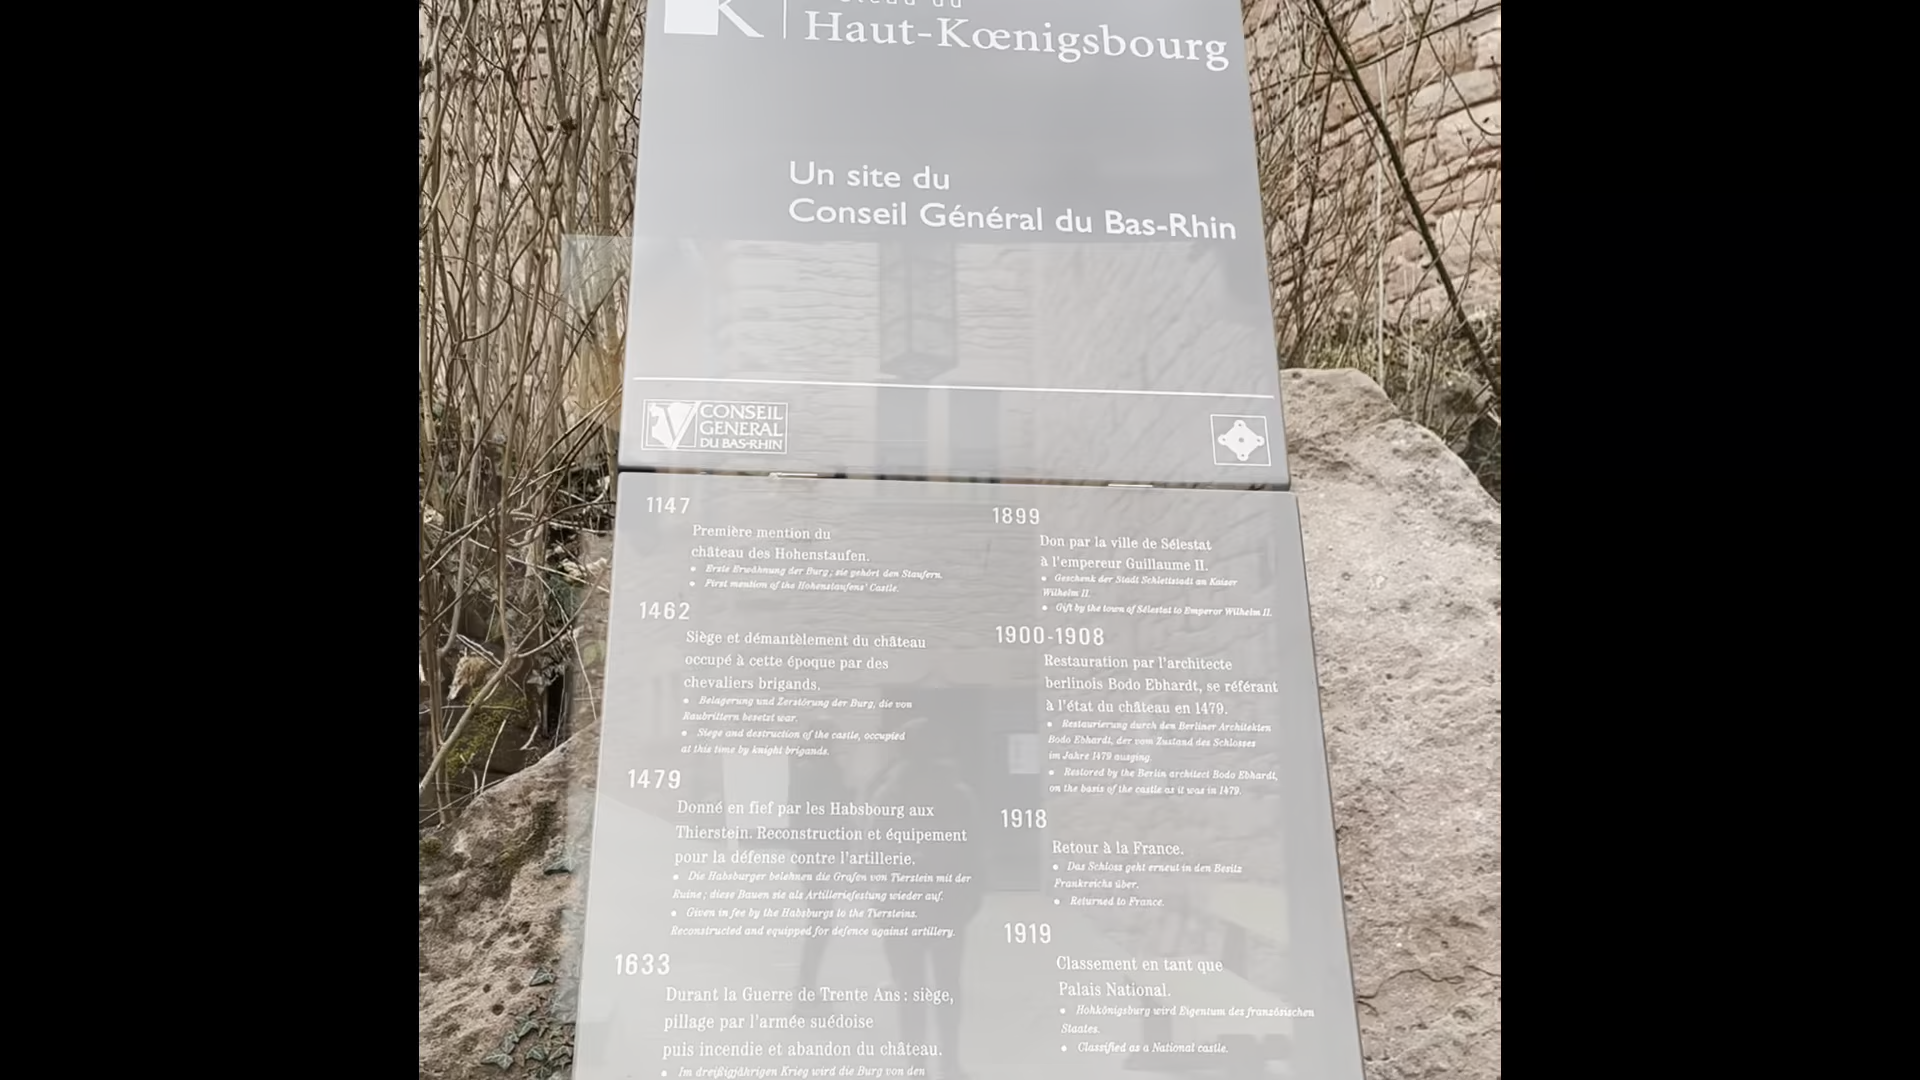 Haut-Kœnigsbourg
Un site du
Conseil Général du Bas-Rhin
CONSEIL
GENERAL
DU BAS-RHIN
1147
Première mention du
château des Hohenstaufen.
• Erste Erwähnung der Burg; sie gehört den Staufern.
• First mention of the Hohenstaufens' Castle.
1462
Siège et démantèlement du château
occupé à cette époque par des
chevaliers brigands.
• Belagerung und Zerstörung der Burg, die von
Raubrittern besetzt war.
• Siege and destruction of the castle, occupied
at this time by knight brigands.
1479
Donné en fief par les Habsbourg aux
Thierstein. Reconstruction et équipement
pour la défense contre l'artillerie.
• Die Habsburger belehnen die Grafen von Tierstein mit der
Ruine; diese Bauen sie als Artilleriefestung wieder auf.
• Given in fee by the Habsburgs to the Tiersteins.
Reconstructed and equipped for defence against artillery.
1633
Durant la Guerre de Trente Ans : siège,
pillage par l'armée suédoise
puis incendie et abandon du château.
• Im dreißigjährigen Krieg wird die Burg von den
1899
Don par la ville de Sélestat
à l'empereur Guillaume II.
• Geschenk der Stadt Schlettstadt an Kaiser
Wilhelm II.
• Gift by the town of Sélestat to Emperor Wilhelm II.
1900-1908
Restauration par l'architecte
berlinois Bodo Ebhardt, se référant
à l'état du château en 1479.
• Restaurierung durch den Berliner Architekten
Bodo Ebhardt, der vom Zustand des Schlosses
im Jahre 1479 ausging.
• Restored by the Berlin architect Bodo Ebhardt,
on the basis of the castle as it was in 1479.
1918
Retour à la France.
• Das Schloss geht erneut in den Besitz
Frankreichs über.
• Returned to France.
1919
Classement en tant que
Palais National.
• Hohkönigsburg wird Eigentum des französischen
Staates.
• Classified as a National castle.